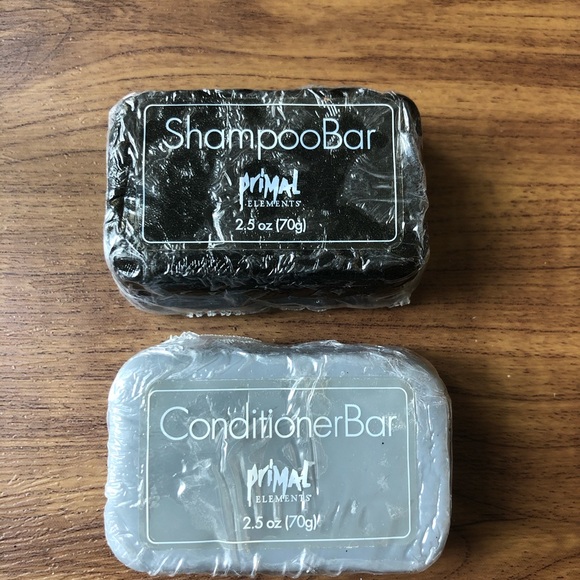 ShampooBar
PRiMAL
ELEMENTS
2.5 oz (70g)
ConditionerBar
PRiMAL
ELEMENTS
2.5 oz (70g)